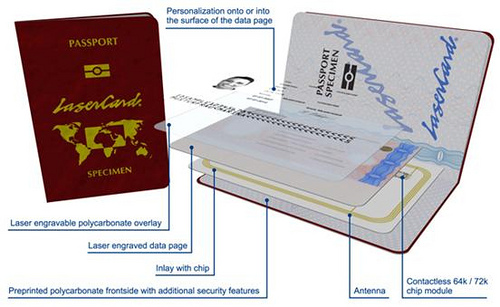 Personalization onto or into
the surface of the data page
PASSPORT
LaserCard
SPECIMEN
PASSPORT
SPECIMEN
LaserCard
LaserCard
Laser engravable polycarbonate overlay
Laser engraved data page
Inlay with chip
Preprinted polycarbonate frontside with additional security features
Antenna
Contactless 64k / 72k
chip module